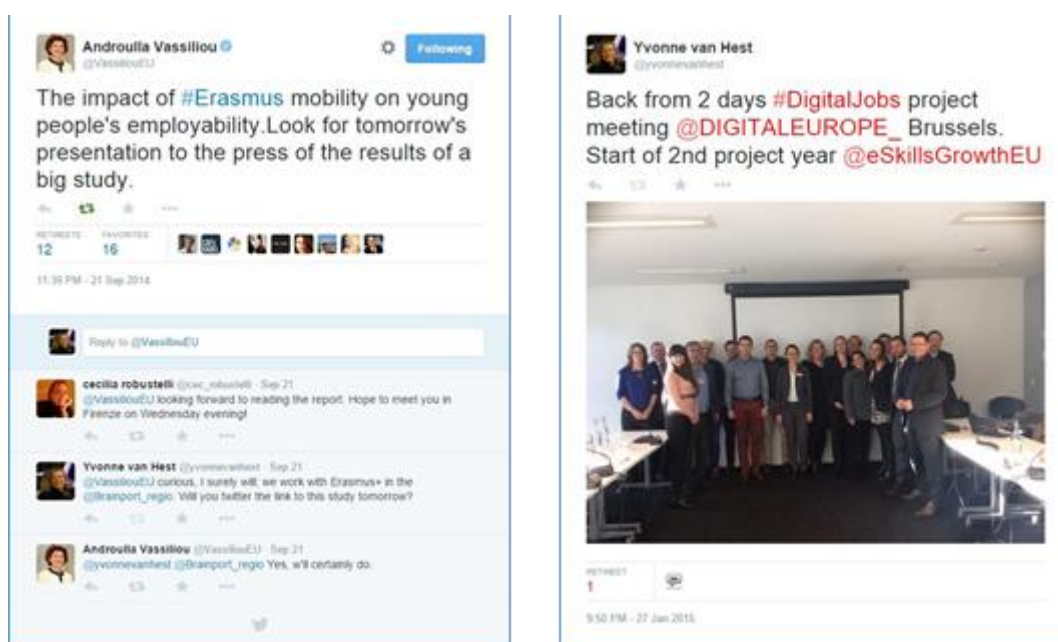 Androulla Vassiliou
@VassiliouEU
Following
The impact of #Erasmus mobility on young
people's employability.Look for tomorrow's
presentation to the press of the results of a
big study.
RETWEETS FAVORITES
12 16
11:39 PM - 21 Sep 2014
Reply to @VassiliouEU
cecilia robustelli @cec_robustelli · Sep 21
@VassiliouEU looking forward to reading the report. Hope to meet you in
Firenze on Wednesday evening!
Yvonne van Hest @yvonnevanhest · Sep 21
@VassiliouEU curious, I surely will, we work with Erasmus+ in the
@Brainport_regio. Will you twitter the link to this study tomorrow?
Androulla Vassiliou @VassiliouEU · Sep 21
@yvonnevanhest @Brainport_regio Yes, w'll certainly do.
Yvonne van Hest
@yvonnevanhest
Back from 2 days #DigitalJobs project
meeting @DIGITALEUROPE_ Brussels.
Start of 2nd project year @eSkillsGrowthEU
RETWEET
1
9:50 PM - 27 Jan 2015